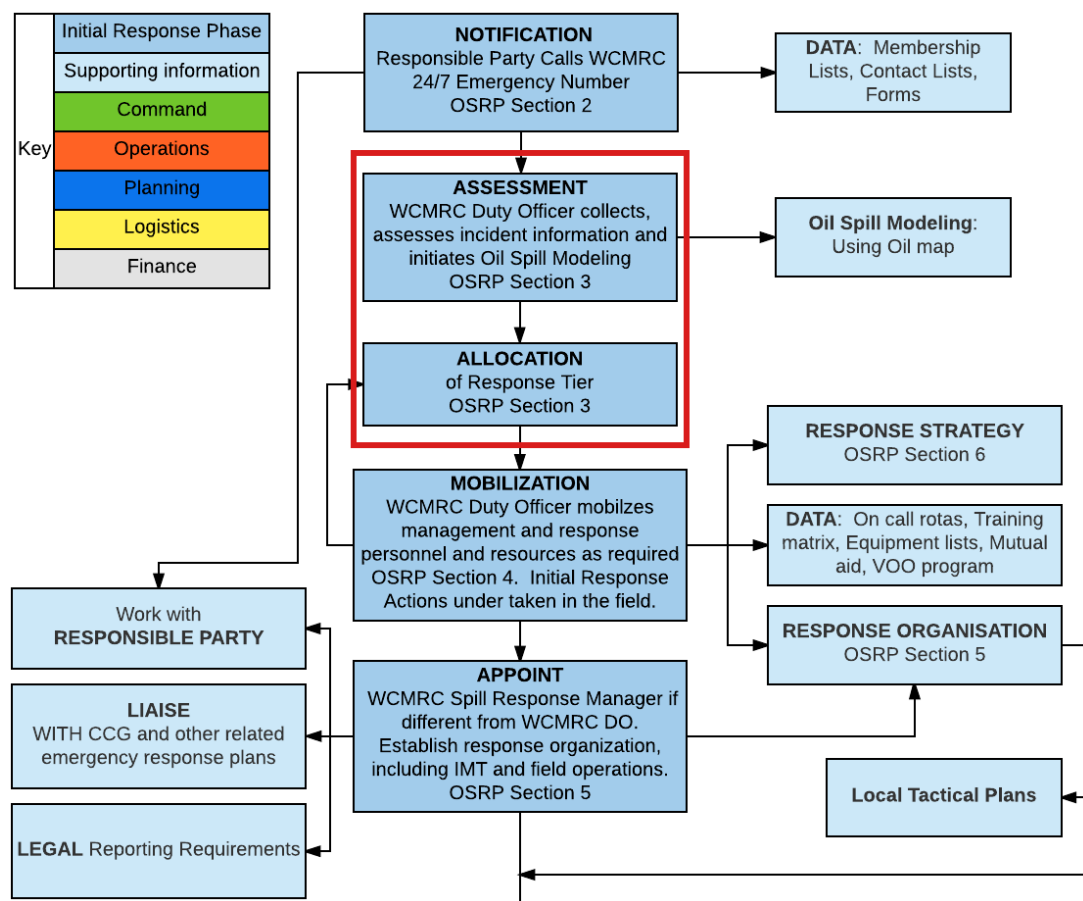 Key
Initial Response Phase
Supporting information
Command
Operations
Planning
Logistics
Finance
NOTIFICATION
Responsible Party Calls WCMRC
24/7 Emergency Number
OSRP Section 2
DATA: Membership
Lists, Contact Lists,
Forms
ASSESSMENT
WCMRC Duty Officer collects,
assesses incident information and
initiates Oil Spill Modeling
OSRP Section 3
Oil Spill Modeling:
Using Oil map
ALLOCATION
of Response Tier
OSRP Section 3
MOBILIZATION
WCMRC Duty Officer mobilzes
management and response
personnel and resources as required
OSRP Section 4. Initial Response
Actions under taken in the field.
RESPONSE STRATEGY
OSRP Section 6
DATA: On call rotas, Training
matrix, Equipment lists, Mutual
aid, VOO program
RESPONSE ORGANISATION
OSRP Section 5
Work with
RESPONSIBLE PARTY
LIAISE
WITH CCG and other related
emergency response plans
LEGAL Reporting Requirements
APPOINT
WCMRC Spill Response Manager if
different from WCMRC DO.
Establish response organization,
including IMT and field operations.
OSRP Section 5
Local Tactical Plans